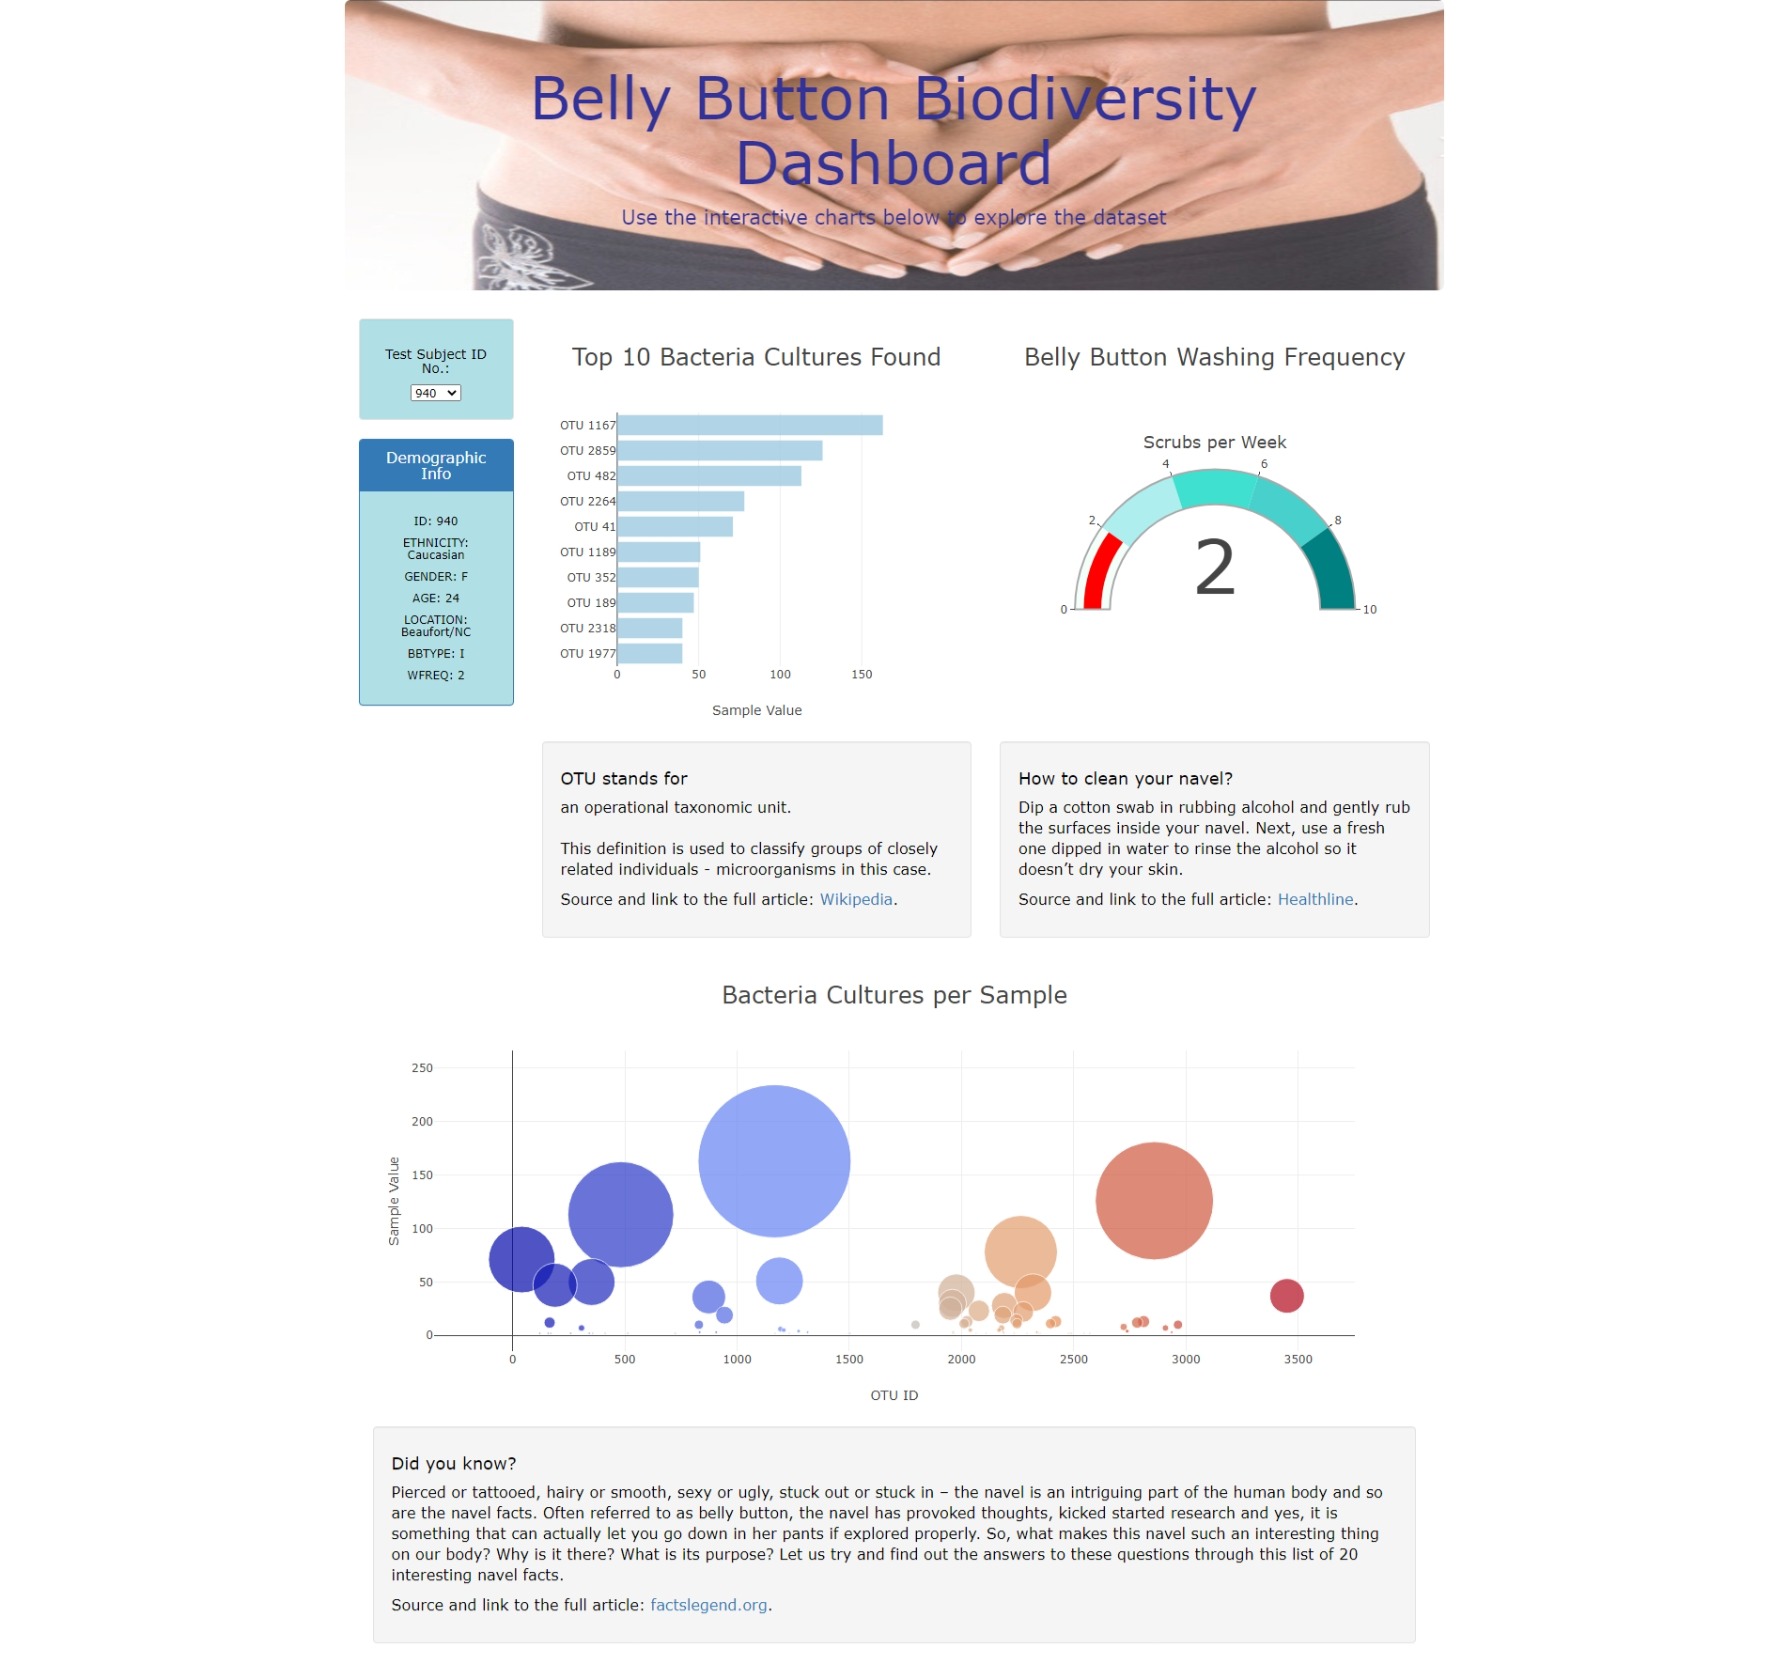 Belly Button Biodiversity
Dashboard
Use the interactive charts below to explore the dataset
Test Subject ID
No.:
940
Demographic
Info
ID: 940
ETHNICITY:
Caucasian
GENDER: F
AGE: 24
LOCATION:
Beaufort/NC
BBTYPE: I
WFREQ: 2
Top 10 Bacteria Cultures Found
OTU 1167
OTU 2859
OTU 482
OTU 2264
OTU 41
OTU 1189
OTU 352
OTU 189
OTU 2318
OTU 1977
0 50 100 150
Sample Value
Belly Button Washing Frequency
Scrubs per Week
4 6
2 8
2
0 10
OTU stands for
an operational taxonomic unit.
This definition is used to classify groups of closely
related individuals - microorganisms in this case.
Source and link to the full article: Wikipedia.
How to clean your navel?
Dip a cotton swab in rubbing alcohol and gently rub
the surfaces inside your navel. Next, use a fresh
one dipped in water to rinse the alcohol so it
doesn’t dry your skin.
Source and link to the full article: Healthline.
Bacteria Cultures per Sample
250
200
150
100
50
0
Sample Value
0 500 1000 1500 2000 2500 3000 3500
OTU ID
Did you know?
Pierced or tattooed, hairy or smooth, sexy or ugly, stuck out or stuck in – the navel is an intriguing part of the human body and so
are the navel facts. Often referred to as belly button, the navel has provoked thoughts, kicked started research and yes, it is
something that can actually let you go down in her pants if explored properly. So, what makes this navel such an interesting thing
on our body? Why is it there? What is its purpose? Let us try and find out the answers to these questions through this list of 20
interesting navel facts.
Source and link to the full article: factslegend.org.